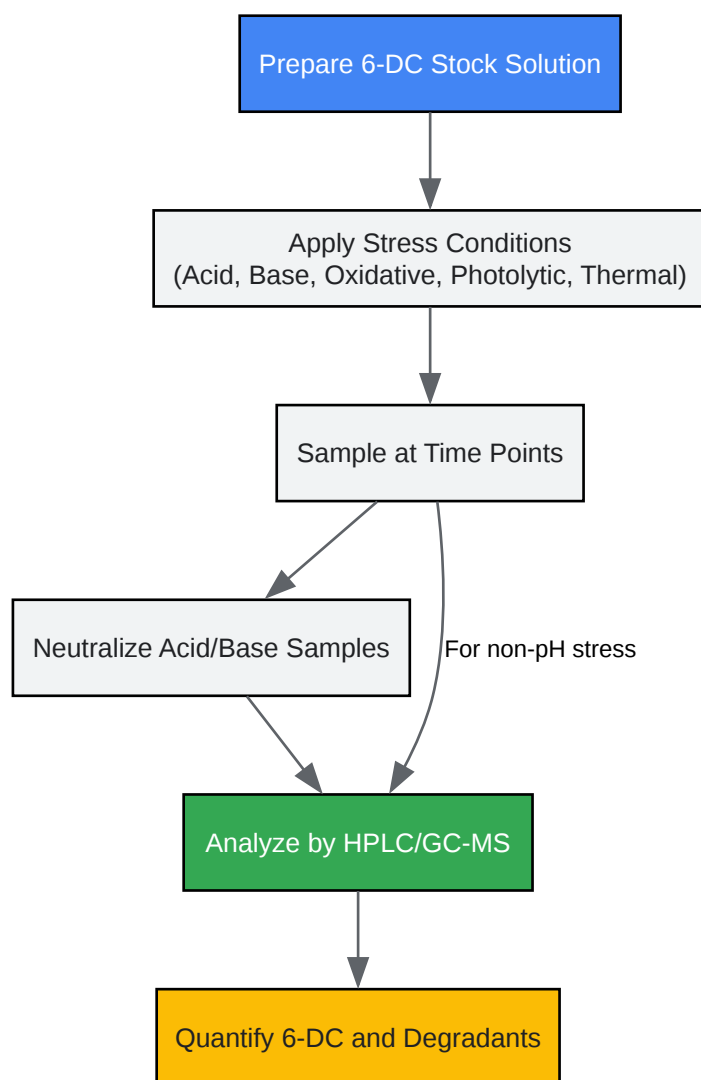 Prepare 6-DC Stock Solution
Apply Stress Conditions
(Acid, Base, Oxidative, Photolytic, Thermal)
Sample at Time Points
Neutralize Acid/Base Samples
For non-pH stress
Analyze by HPLC/GC-MS
Quantify 6-DC and Degradants